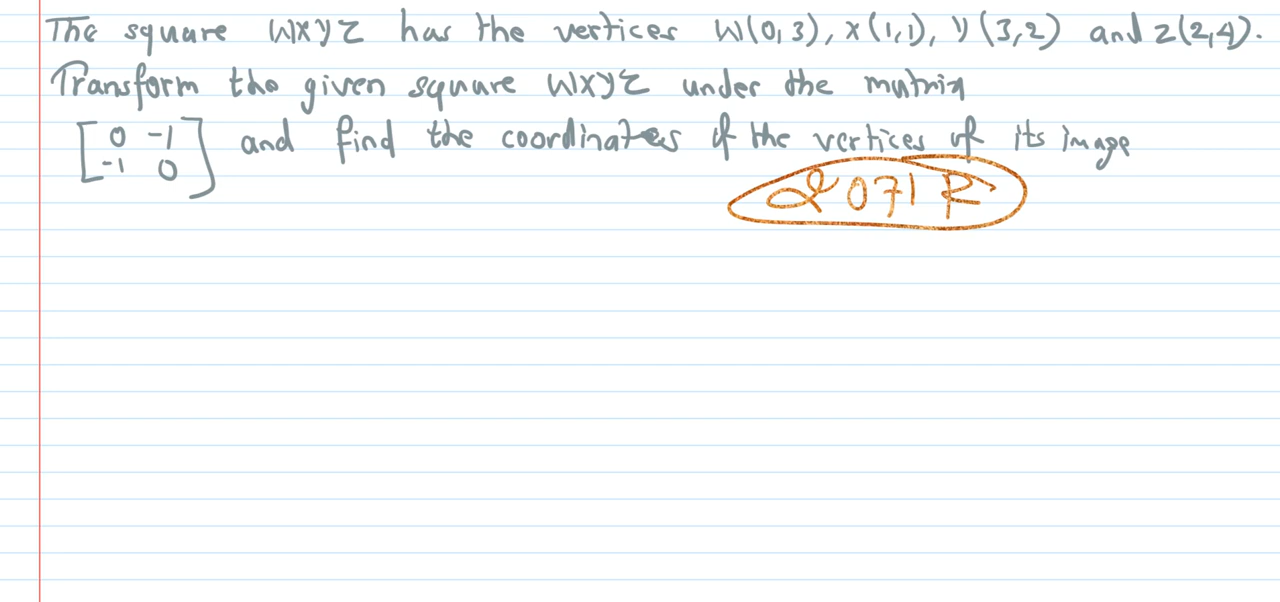 The square WXYZ has the vertices W(0,3), X(1,1), Y(3,2) and Z(2,4).
Transform the given square WXYZ under the matrix
[0 -1
-1 0] and find the coordinates of the vertices of its image
2071 R